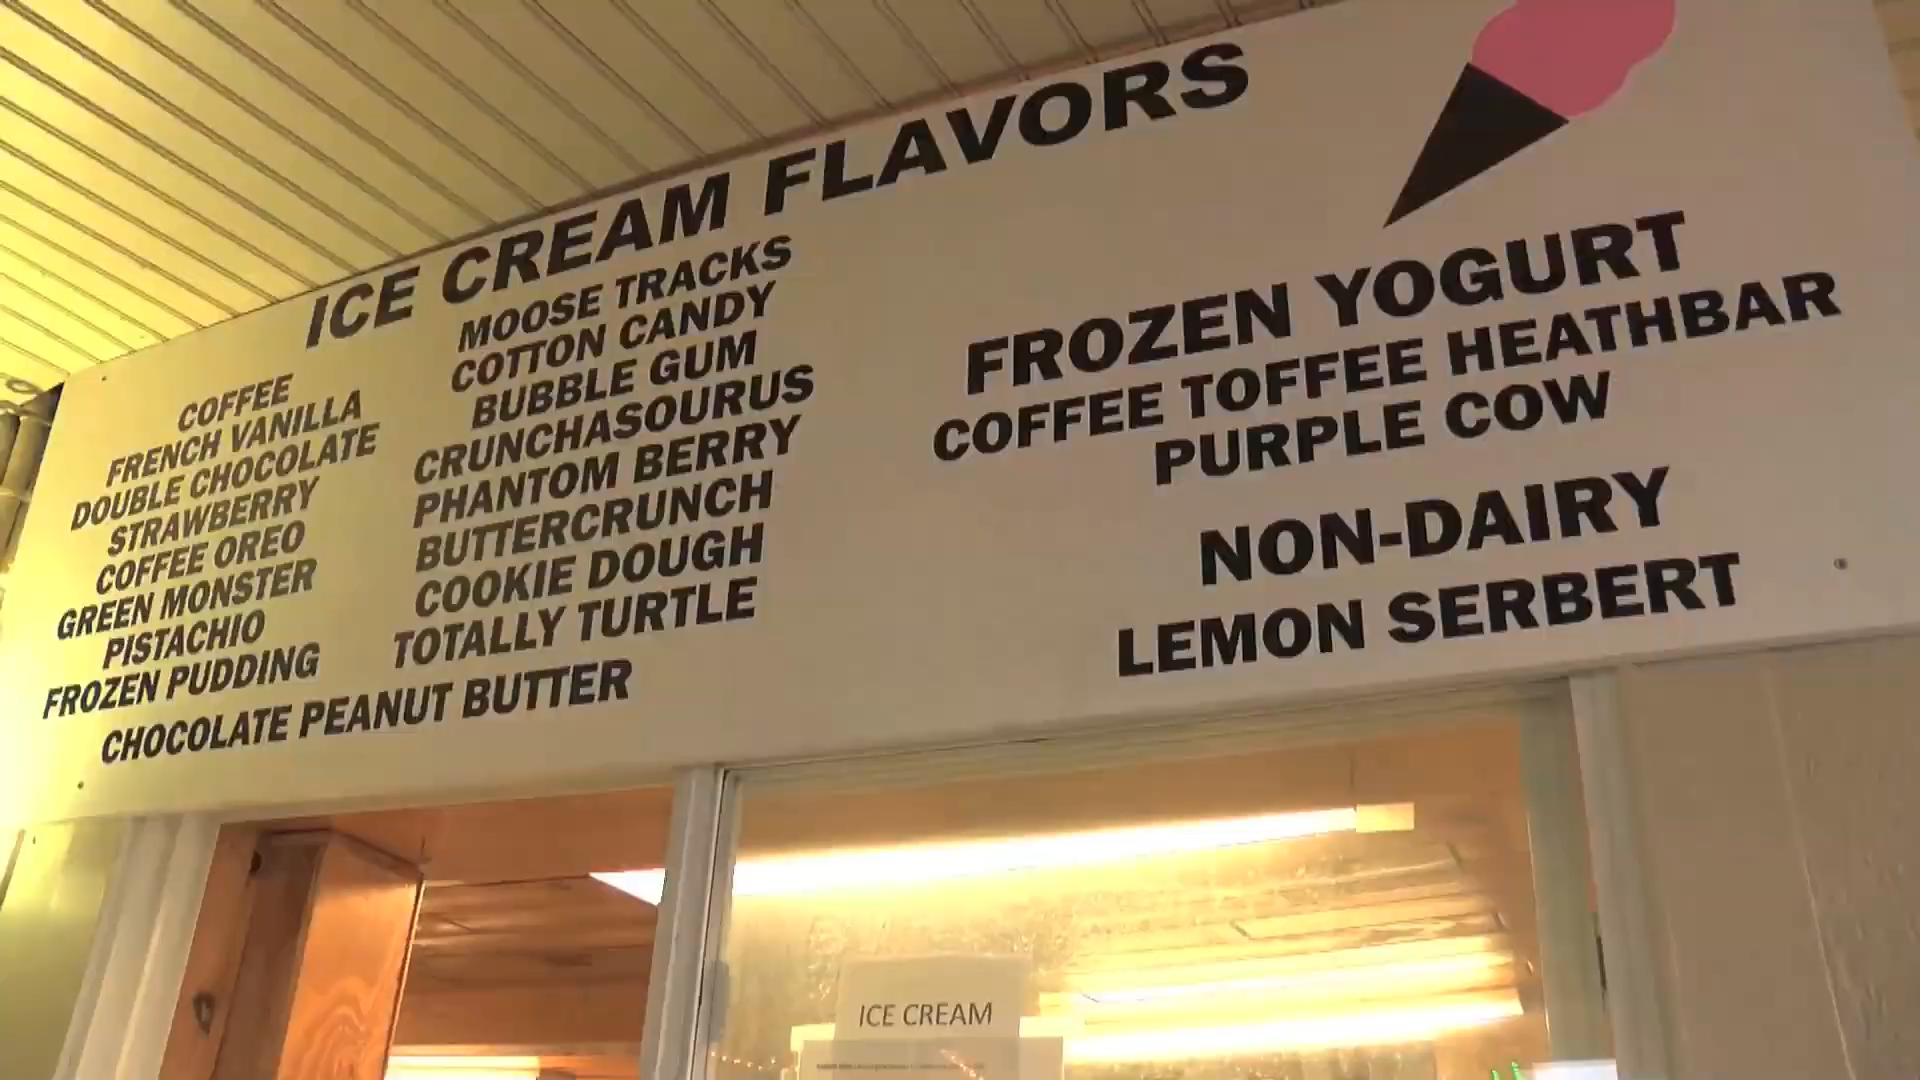 ICE CREAM FLAVORS
COFFEE
FRENCH VANILLA
DOUBLE CHOCOLATE
STRAWBERRY
COFFEE OREO
GREEN MONSTER
PISTACHIO
FROZEN PUDDING
MOOSE TRACKS
COTTON CANDY
BUBBLE GUM
CRUNCHASOURUS
PHANTOM BERRY
BUTTERCRUNCH
COOKIE DOUGH
TOTALLY TURTLE
CHOCOLATE PEANUT BUTTER
FROZEN YOGURT
COFFEE TOFFEE HEATHBAR
PURPLE COW
NON-DAIRY
LEMON SERBERT
ICE CREAM